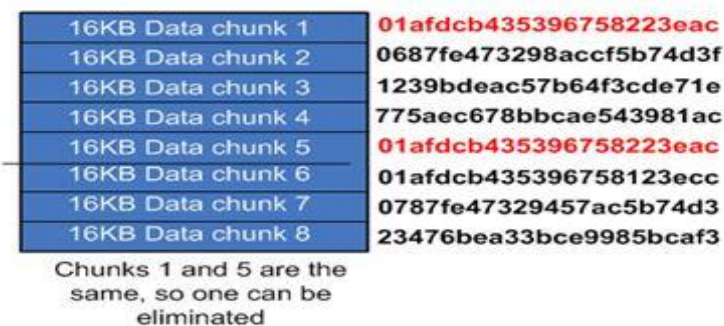 16KB Data chunk 1 01afdcb435396758223eac
16KB Data chunk 2 0687fe473298accf5b74d3f
16KB Data chunk 3 1239bdeac57b64f3cde71e
16KB Data chunk 4 775aec678bbcae543981ac
16KB Data chunk 5 01afdcb435396758223eac
16KB Data chunk 6 01afdcb435396758123ecc
16KB Data chunk 7 0787fe47329457ac5b74d3
16KB Data chunk 8 23476bea33bce9985bcaf3
Chunks 1 and 5 are the
same, so one can be
eliminated